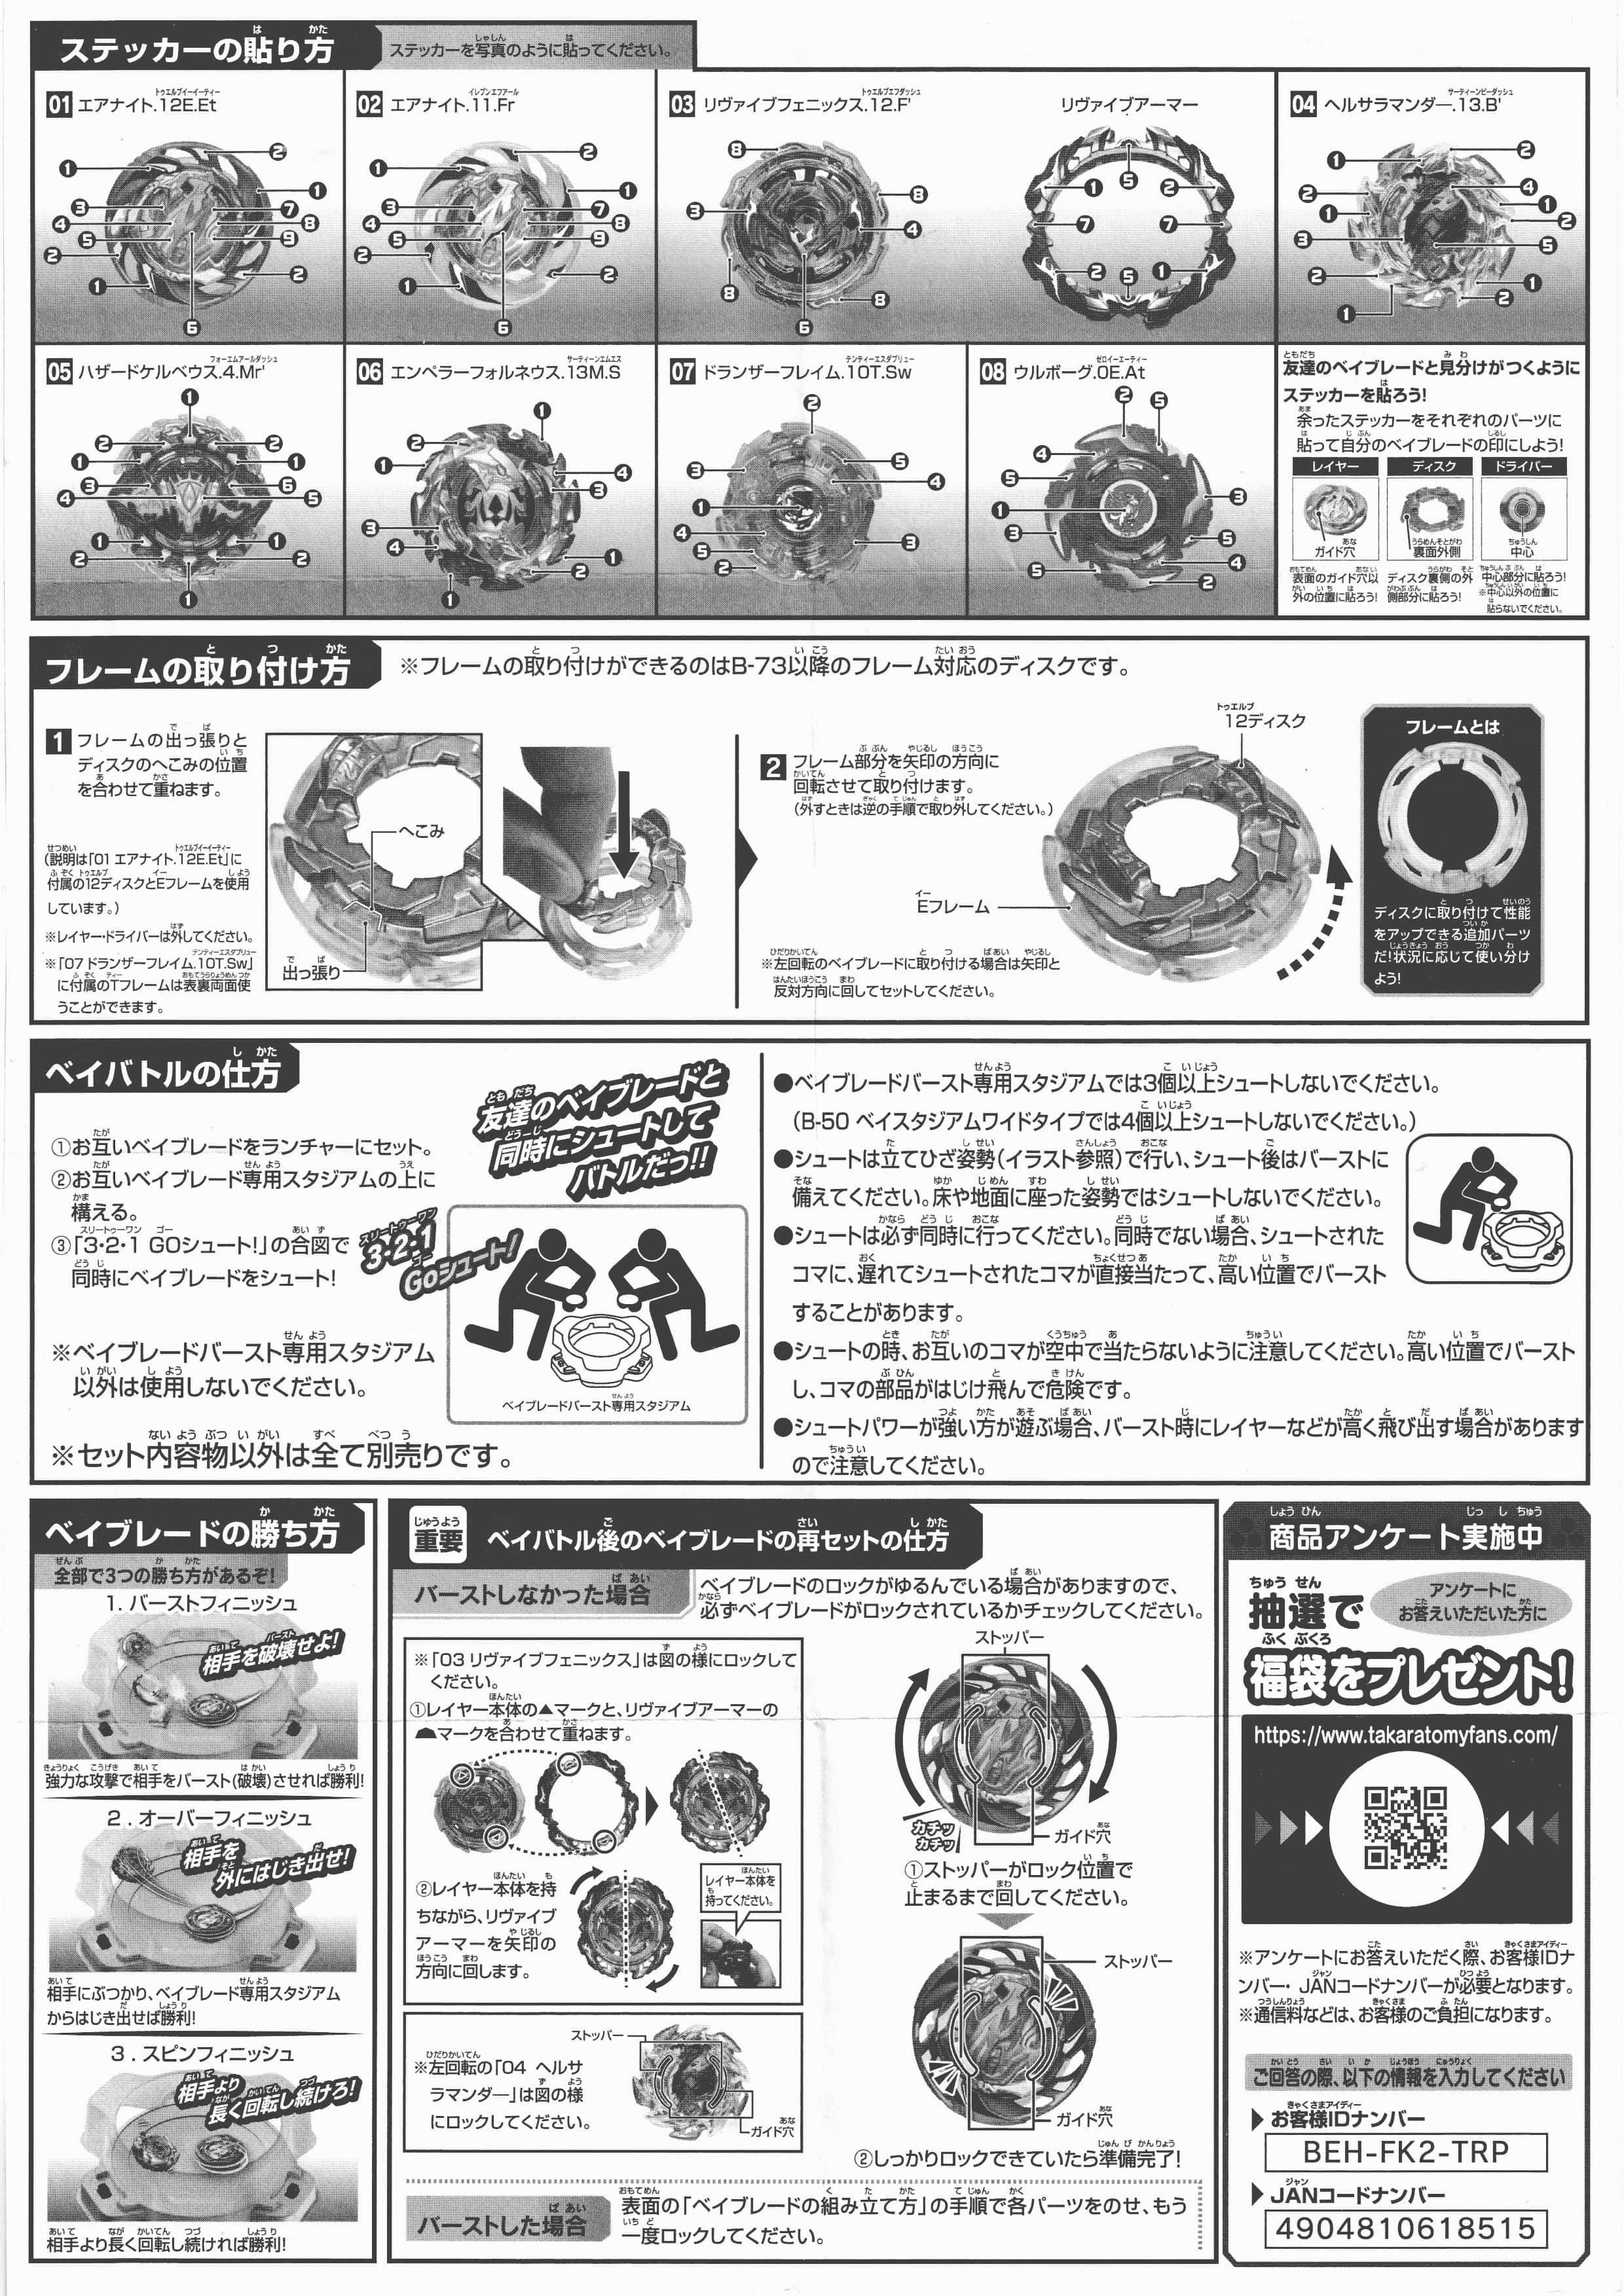 ステッカーの貼り方
ステッカーを写真のように貼ってください。
01 エアナイト.12E.Et
02 エアナイト.11.Fr
03 リヴァイブフェニックス.12.F'
リヴァイブアーマー
04 ヘルサラマンダー.13.B'
05 ハザードケルベウス.4.Mr'
06 エンペラーフォルネウス.13M.S
07 ドランザーフレイム.10T.Sw
08 ウルボーグ.0E.At
友達のベイブレードと見分けがつくように
ステッカーを貼ろう!
余ったステッカーをそれぞれのパーツに
貼って自分のベイブレードの印にしよう!
レイヤー
ディスク
ドライバー
ガイド穴
裏面外側
中心
表面のガイド穴以
外の位置に貼ろう!
ディスク裏側の外
側部分に貼ろう!
中心部分に貼ろう!
※中心以外の位置に
貼らないでください。
フレームの取り付け方
※フレームの取り付けができるのはB-73以降のフレーム対応のディスクです。
1 フレームの出っ張りと
ディスクのへこみの位置
を合わせて重ねます。
(説明は「01 エアナイト.12E.Et」に
付属の12ディスクとEフレームを使用
しています。)
※レイヤー・ドライバーは外してください。
※「07 ドランザーフレイム.10T.Sw」
に付属のTフレームは表裏両面使
うことができます。
へこみ
出っ張り
2 フレーム部分を矢印の方向に
回転させて取り付けます。
(外すときは逆の手順で取り外してください。)
12ディスク
Eフレーム
※左回転のベイブレードに取り付ける場合は矢印と
反対方向に回してセットしてください。
フレームとは
ディスクに取り付けて性能
をアップできる追加パーツ
だ!状況に応じて使い分け
よう!
ベイバトルの仕方
①お互いベイブレードをランチャーにセット。
②お互いベイブレード専用スタジアムの上に
構える。
③「3・2・1 GOシュート!」の合図で
同時にベイブレードをシュート!
※ベイブレードバースト専用スタジアム
以外は使用しないでください。
※セット内容物以外は全て別売りです。
友達のベイブレードと
同時にシュートして
バトルだっ!!
3・2・1
GOシュート!
ベイブレードバースト専用スタジアム
●ベイブレードバースト専用スタジアムでは3個以上シュートしないでください。
(B-50 ベイスタジアムワイドタイプでは4個以上シュートしないでください。)
●シュートは立てひざ姿勢(イラスト参照)で行い、シュート後はバーストに
備えてください。床や地面に座った姿勢ではシュートしないでください。
●シュートは必ず同時に行ってください。同時でない場合、シュートされた
コマに、遅れてシュートされたコマが直接当たって、高い位置でバースト
することがあります。
●シュートの時、お互いのコマが空中で当たらないように注意してください。高い位置でバースト
し、コマの部品がはじけ飛んで危険です。
●シュートパワーが強い方が遊ぶ場合、バースト時にレイヤーなどが高く飛び出す場合があります
ので注意してください。
ベイブレードの勝ち方
全部で3つの勝ち方があるぞ!
1. バーストフィニッシュ
相手を破壊せよ!
強力な攻撃で相手をバースト(破壊)させれば勝利!
2. オーバーフィニッシュ
相手を
外にはじき出せ!
相手にぶつかり、ベイブレード専用スタジアム
からはじき出せば勝利!
3. スピンフィニッシュ
相手より
長く回転し続けろ!
相手より長く回転し続ければ勝利!
重要 ベイバトル後のベイブレードの再セットの仕方
バーストしなかった場合
ベイブレードのロックがゆるんでいる場合がありますので、
必ずベイブレードがロックされているかチェックしてください。
※「03 リヴァイブフェニックス」は図の様にロックして
ください。
①レイヤー本体の▲マークと、リヴァイブアーマーの
マークを合わせて重ねます。
②レイヤー本体を持
ちながら、リヴァイブ
アーマーを矢印の
方向に回します。
レイヤー本体を
持ってください。
※左回転の「04 ヘルサ
ラマンダー」は図の様
にロックしてください。
ストッパー
ガイド穴
ストッパー
カチッ
カチッ
ガイド穴
①ストッパーがロック位置で
止まるまで回してください。
ストッパー
ガイド穴
②しっかりロックできていたら準備完了!
バーストした場合
表面の「ベイブレードの組み立て方」の手順で各パーツをのせ、もう
一度ロックしてください。
商品アンケート実施中
抽選で
アンケートに
お答えいただいた方に
福袋をプレゼント!
https://www.takaratomyfans.com/
※アンケートにお答えいただく際、お客様IDナ
ンバー・JANコードナンバーが必要となります。
※通信料などは、お客様のご負担になります。
ご回答の際、以下の情報を入力してください
お客様IDナンバー
BEH-FK2-TRP
JANコードナンバー
4904810618515